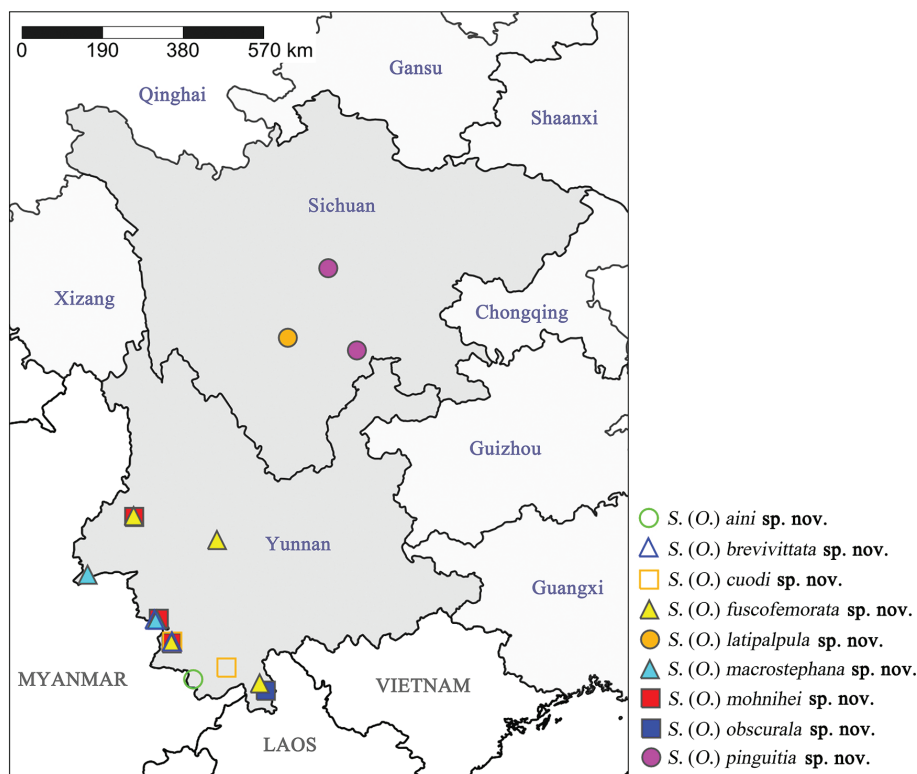 0 190 380 570 km
Gansu
Qinghai
Shaanxi
Sichuan
Xizang
Chongqing
Guizhou
Yunnan
Guangxi
MYANMAR
VIETNAM
LAOS
S. (O.) aini sp. nov.
S. (O.) brevivittata sp. nov.
S. (O.) cuodi sp. nov.
S. (O.) fuscofemorata sp. nov.
S. (O.) latipalpula sp. nov.
S. (O.) macrostephana sp. nov.
S. (O.) mohnihei sp. nov.
S. (O.) obscurala sp. nov.
S. (O.) pinguitia sp. nov.